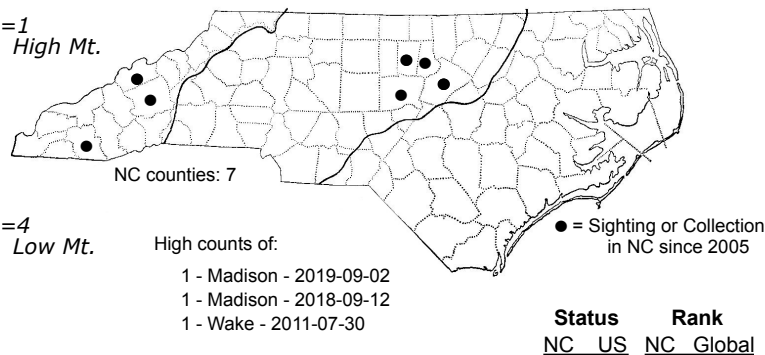 =1
High Mt.
NC counties: 7
=4
Low Mt.
High counts of:
1 - Madison - 2019-09-02
1 - Madison - 2018-09-12
1 - Wake - 2011-07-30
● = Sighting or Collection
in NC since 2005
Status Rank
NC US NC Global